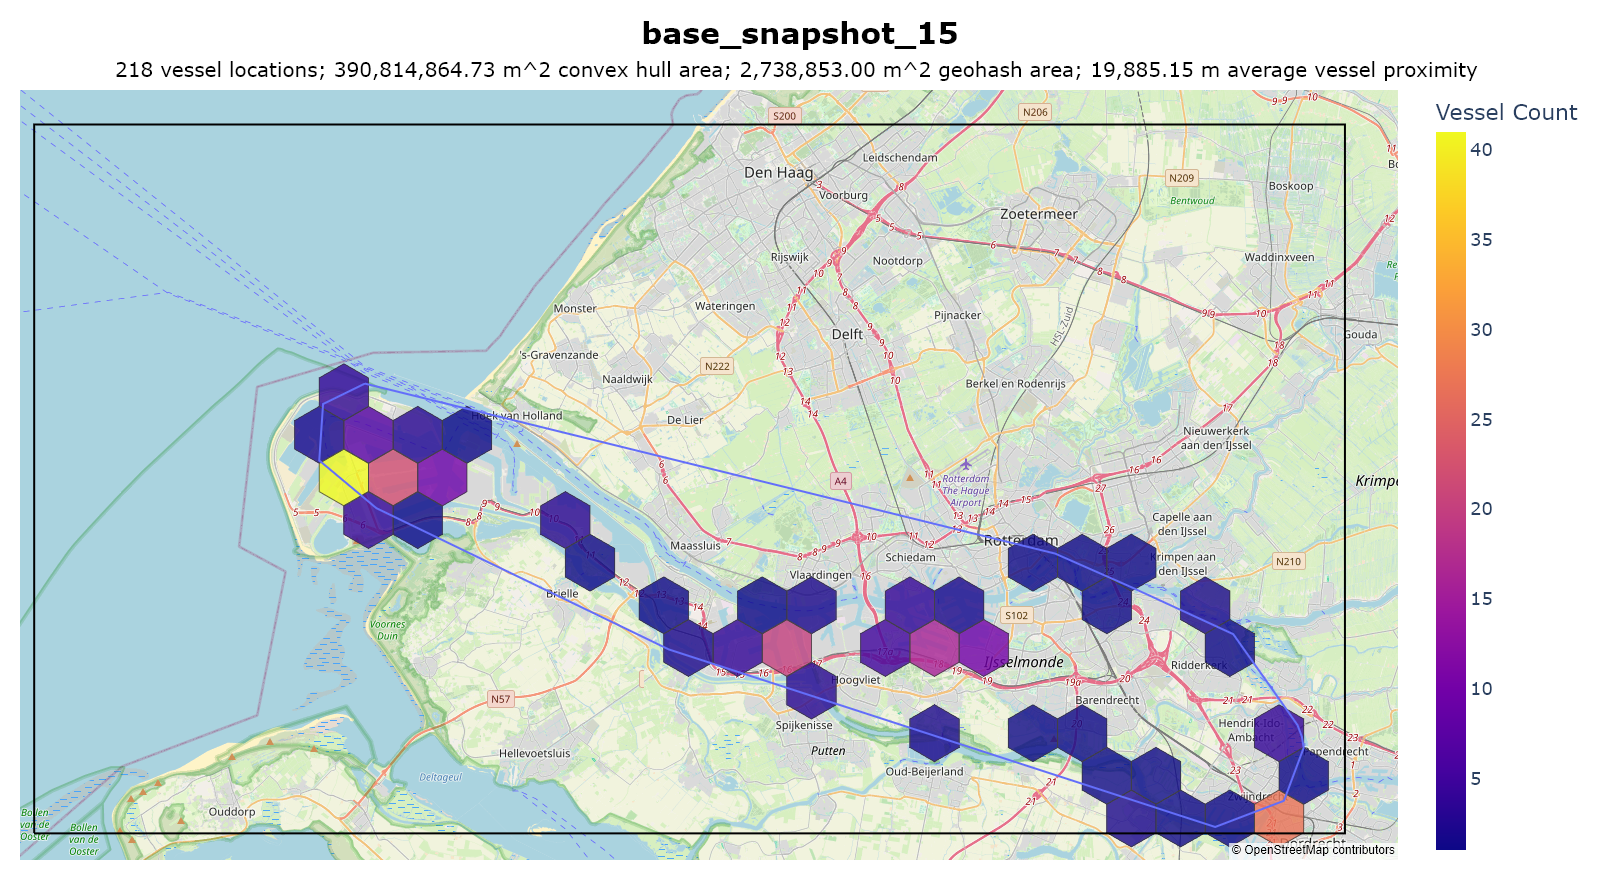 base_snapshot_15
218 vessel locations; 390,814,864.73 m^2 convex hull area; 2,738,853.00 m^2 geohash area; 19,885.15 m average vessel proximity
Vessel Count
40
35
30
25
20
15
10
5
S200
N206
Den Haag
Leidschendam
Voorburg
N209
Boskoop
Bentwoud
Zoetermeer
Rijswijk
Nootdorp
Waddinxveen
Monster
Wateringen
Pijnacker
HSL-Zuid
Delft
Gouda
's-Gravenzande
N222
Naaldwijk
Berkel en Rodenrijs
Hoek van Holland
De Lier
Nieuwerkerk
aan den IJssel
A4
Rotterdam
The Hague
Airport
Krimpe
Capelle aan
den IJssel
Maassluis
Rotterdam
Schiedam
Krimpen aan
den IJssel
N210
Vlaardingen
Brielle
S102
Voornes
Duin
IJsselmonde
Ridderkerk
Hoogvliet
N57
Barendrecht
Spijkenisse
Hendrik-Ido-
Ambacht
Papendrecht
Hellevoetsluis
Putten
Oud-Beijerland
Deltageul
Zwijndrecht
Ouddorp
Bollen
van de
Ooster
Bollen
van de
Ooster
© OpenStreetMap contributors